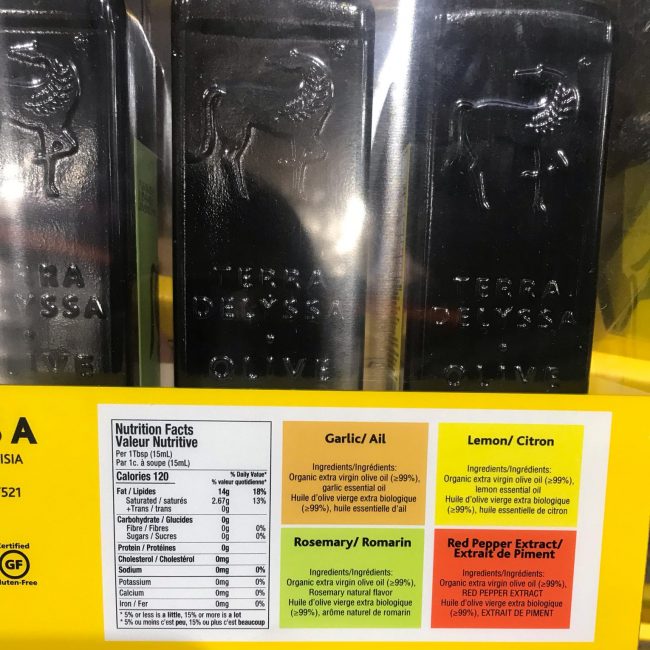 RA
LYSSA
LIVE
TERRA
DELYSSA
OLIVE
TERRA
DELYSSA
OLIVE
A
ISIA
521
ertified
GF
luten-Free
Nutrition Facts
Valeur Nutritive
Per 1Tbsp (15mL)
Par 1c. à soupe (15mL)
Calories 120
% Daily Value*
% valeur quotidienne*
Fat / Lipides 14g 18%
Saturated / saturés 2.67g 13%
+Trans / trans 0g
Carbohydrate / Glucides 0g
Fibre / Fibres 0g 0%
Sugars / Sucres 0g 0%
Protein / Protéines 0g
Cholesterol / Cholestérol 0mg
Sodium 0mg 0%
Potassium 0mg 0%
Calcium 0mg 0%
Iron / Fer 0mg 0%
* 5% or less is a little, 15% or more is a lot
* 5% ou moins c'est peu, 15% ou plus c'est beaucoup
Garlic/ Ail
Ingredients/Ingrédients:
Organic extra virgin olive oil (≥99%),
garlic essential oil
Huile d'olive vierge extra biologique
(≥99%), huile essentielle d'ail
Lemon/ Citron
Ingredients/Ingrédients:
Organic extra virgin olive oil (≥99%),
lemon essential oil
Huile d'olive vierge extra biologique
(≥99%), huile essentielle de citron
Rosemary/ Romarin
Ingredients/Ingrédients:
Organic extra virgin olive oil (≥99%),
Rosemary natural flavor
Huile d'olive vierge extra biologique
(≥99%), arôme naturel de romarin
Red Pepper Extract/
Extrait de Piment
Ingredients/Ingrédients:
Organic extra virgin olive oil (≥99%),
RED PEPPER EXTRACT
Huile d'olive vierge extra biologique
(≥99%), EXTRAIT DE PIMENT